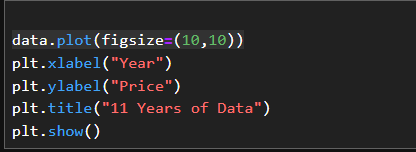 data.plot(figsize=(10,10))
plt.xlabel("Year")
plt.ylabel("Price")
plt.title("11 Years of Data")
plt.show()